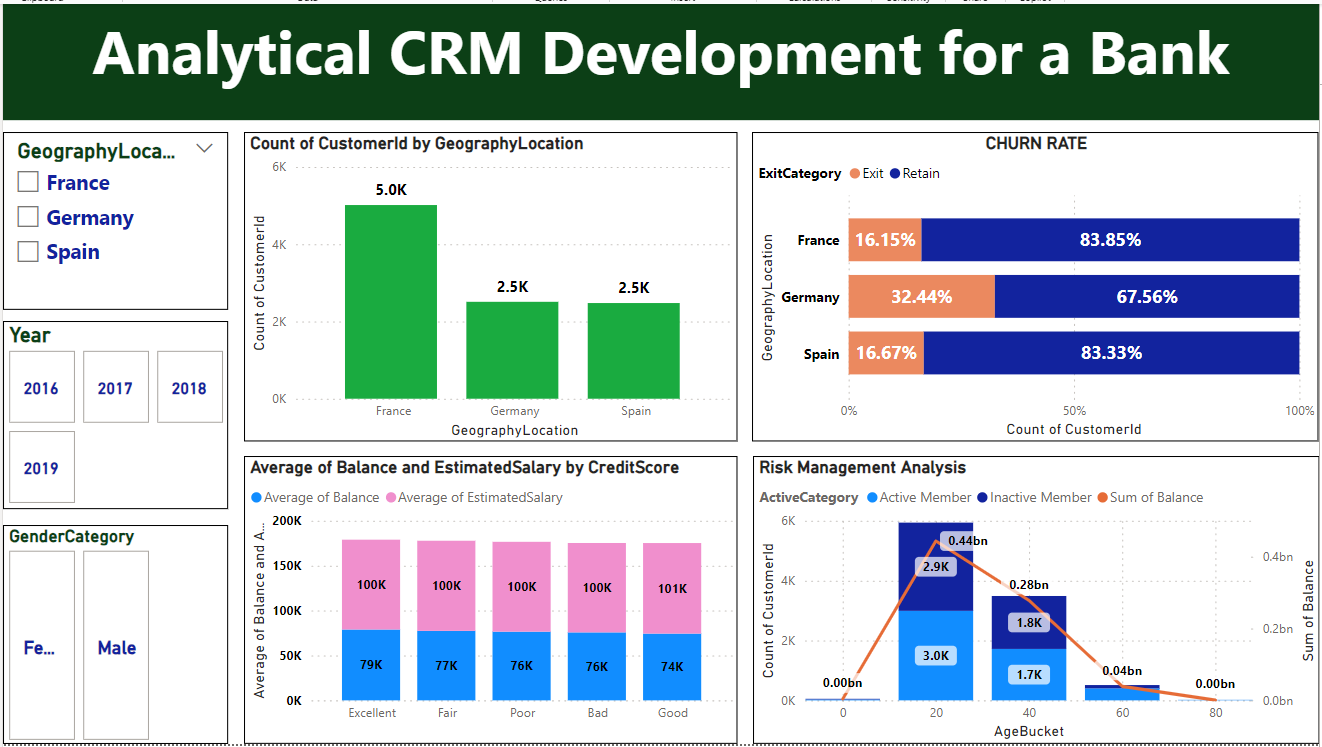 Analytical CRM Development for a Bank
GeographyLoca...
France
Germany
Spain
Year
2016 2017 2018
2019
GenderCategory
Fe... Male
Count of CustomerId by GeographyLocation
Count of CustomerId
6K
4K
2K
0K
5.0K
2.5K
2.5K
France Germany Spain
GeographyLocation
CHURN RATE
ExitCategory Exit Retain
GeographyLocation
France 16.15% 83.85%
Germany 32.44% 67.56%
Spain 16.67% 83.33%
0% 50% 100%
Count of CustomerId
Average of Balance and EstimatedSalary by CreditScore
Average of Balance Average of EstimatedSalary
Average of Balance and A...
200K
150K
100K
50K
0K
100K 100K 100K 100K 101K
79K 77K 76K 76K 74K
Excellent Fair Poor Bad Good
Risk Management Analysis
ActiveCategory Active Member Inactive Member Sum of Balance
Count of CustomerId
6K
4K
2K
0K
0.00bn
0.44bn
2.9K
3.0K
0.28bn
1.8K
1.7K
0.04bn
0.00bn
0.4bn
0.2bn
0.0bn
Sum of Balance
0 20 40 60 80
AgeBucket